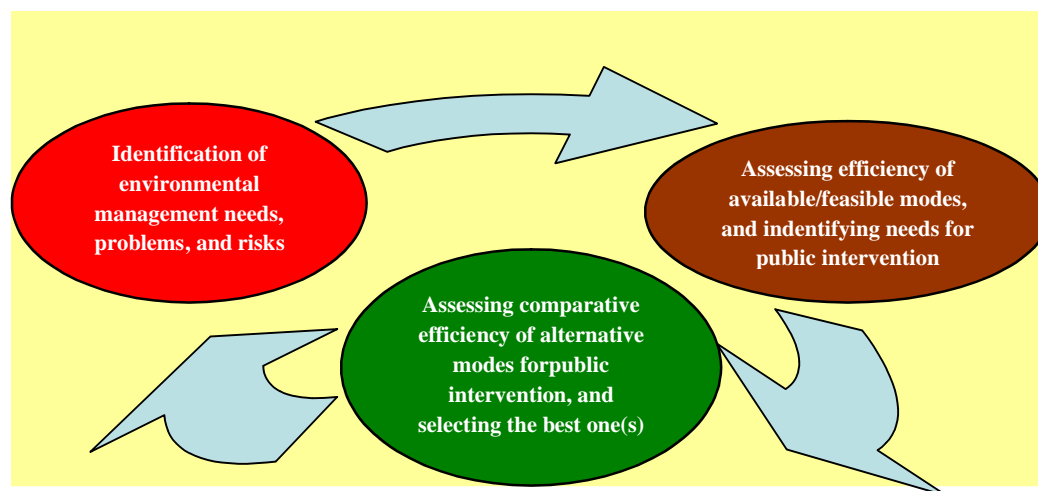 Identification of
environmental
management needs,
problems, and risks
Assessing efficiency of
available/feasible modes,
and indentifying needs for
public intervention
Assessing comparative
efficiency of alternative
modes forpublic
intervention, and
selecting the best one(s)